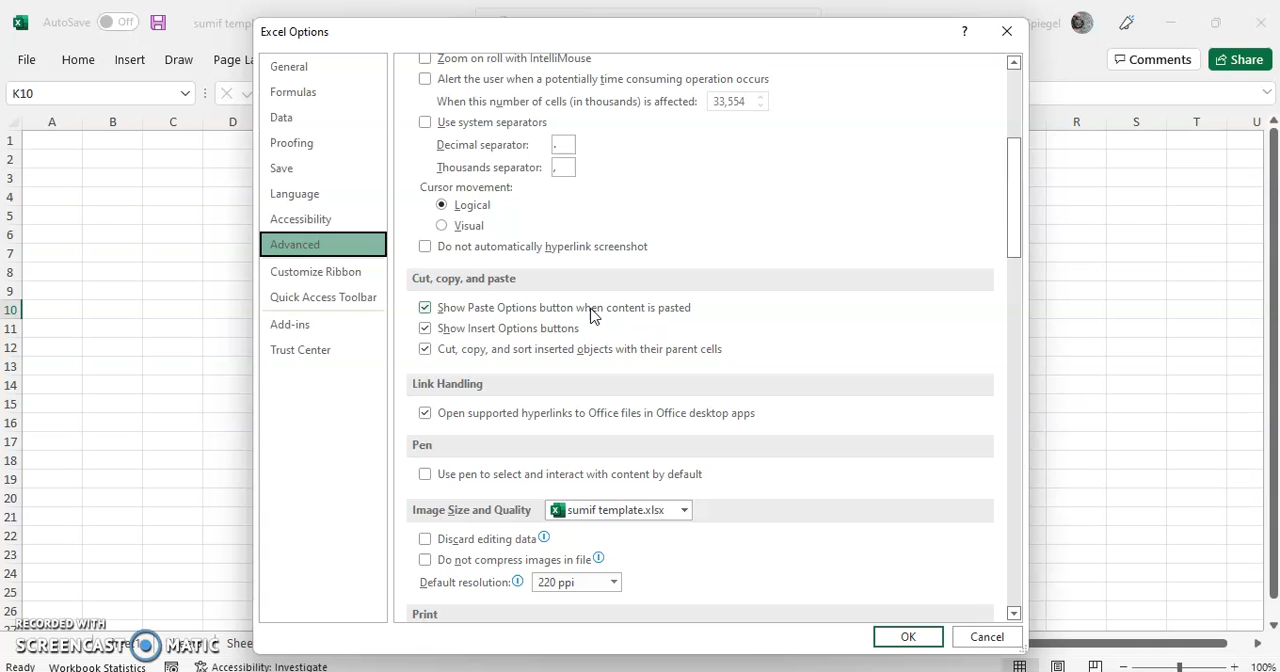 AutoSave Off sumif temp Spiegel
Excel Options
File Home Insert Draw Page La Comments Share
K10
A B C D R S T U
1
2
3
4
5
6
7
8
9
10
11
12
13
14
15
16
17
18
19
20
21
22
23
24
25
26
General
Formulas
Data
Proofing
Save
Language
Accessibility
Advanced
Customize Ribbon
Quick Access Toolbar
Add-ins
Trust Center
Zoom on roll with IntelliMouse
Alert the user when a potentially time consuming operation occurs
When this number of cells (in thousands) is affected: 33,554
Use system separators
Decimal separator: .
Thousands separator: ,
Cursor movement:
Logical
Visual
Do not automatically hyperlink screenshot
Cut, copy, and paste
Show Paste Options button when content is pasted
Show Insert Options buttons
Cut, copy, and sort inserted objects with their parent cells
Link Handling
Open supported hyperlinks to Office files in Office desktop apps
Pen
Use pen to select and interact with content by default
Image Size and Quality sumif template.xlsx
Discard editing data
Do not compress images in file
Default resolution: 220 ppi
Print
OK Cancel
RECORDED WITH
SCREENCAST MATIC
Shee
Ready Workbook Statistics Accessibility: Investigate 100%